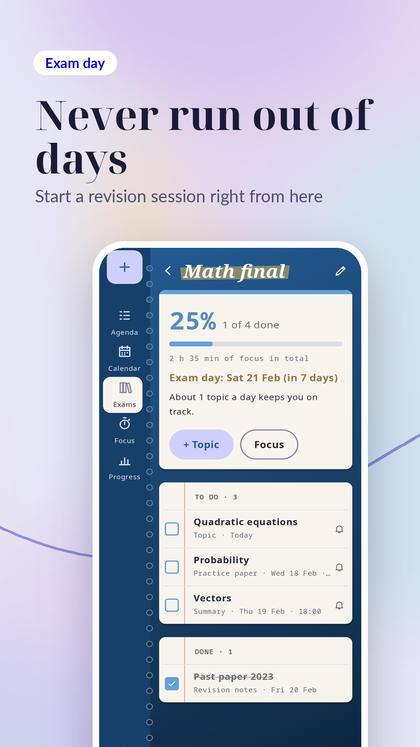 Exam day
Never run out of
days
Start a revision session right from here
+
Math final
Agenda
Calendar
Exams
Focus
Progress
25% 1 of 4 done
2 h 35 min of focus in total
Exam day: Sat 21 Feb (in 7 days)
About 1 topic a day keeps you on
track.
+ Topic Focus
TO DO · 3
Quadratic equations
Topic · Today
Probability
Practice paper · Wed 18 Feb ·…
Vectors
Summary · Thu 19 Feb · 18:00
DONE · 1
Past paper 2023
Revision notes · Fri 20 Feb